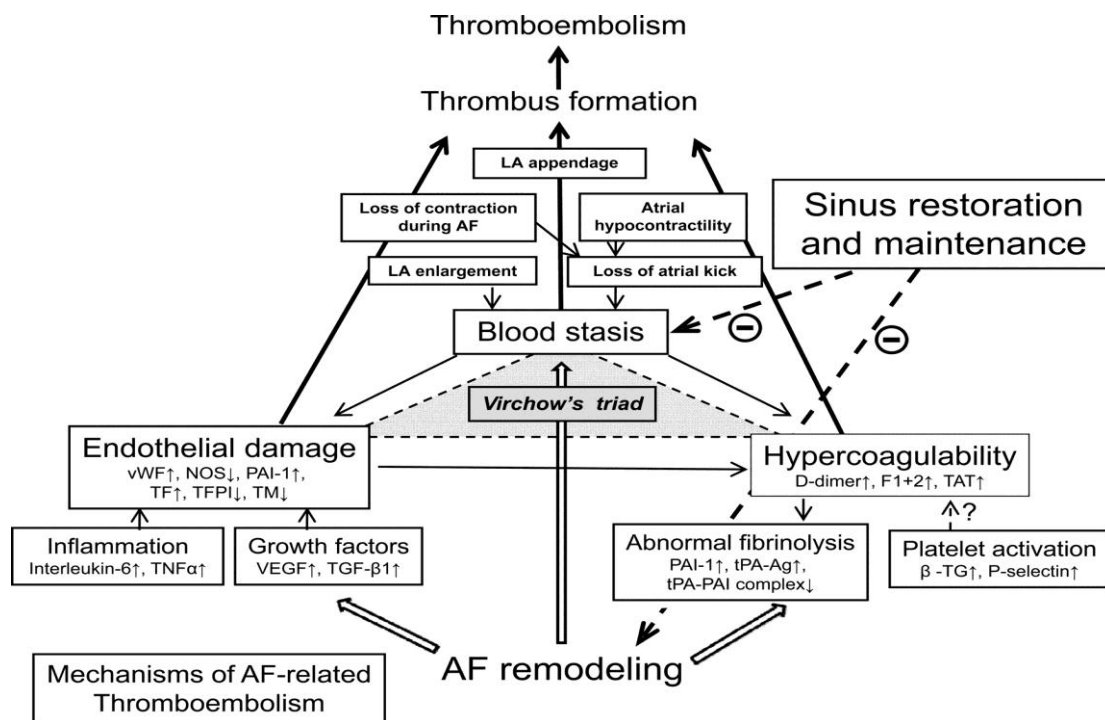 Thromboembolism
Thrombus formation
LA appendage
Loss of contraction
during AF
Atrial
hypocontractility
Sinus restoration
and maintenance
LA enlargement
Loss of atrial kick
Blood stasis
Virchow's triad
Endothelial damage
vWF↑, NOS↓, PAI-1↑,
TF↑, TFPI↓, TM↓
Hypercoagulability
D-dimer↑, F1+2↑, TAT↑
Inflammation
Interleukin-6↑, TNFα↑
Growth factors
VEGF↑, TGF-β1↑
Abnormal fibrinolysis
PAI-1↑, tPA-Ag↑,
tPA-PAI complex↓
?
Platelet activation
β -TG↑, P-selectin↑
AF remodeling
Mechanisms of AF-related
Thromboembolism